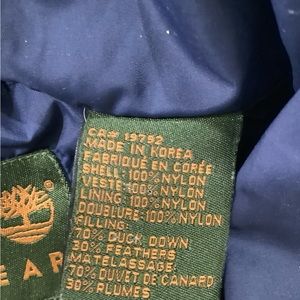 CA# 19792
MADE IN KOREA
FABRIQUÉ EN CORÉE
SHELL: 100% NYLON
VESTE: 100% NYLON
LINING: 100% NYLON
DOUBLURE: 100% NYLON
FILLING:
70% DUCK DOWN
30% FEATHERS
MATELASSAGE:
70% DUVET DE CANARD
30% PLUMES
EAR